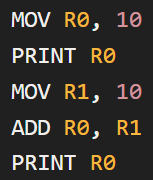 MOV R0, 10
PRINT R0
MOV R1, 10
ADD R0, R1
PRINT R0